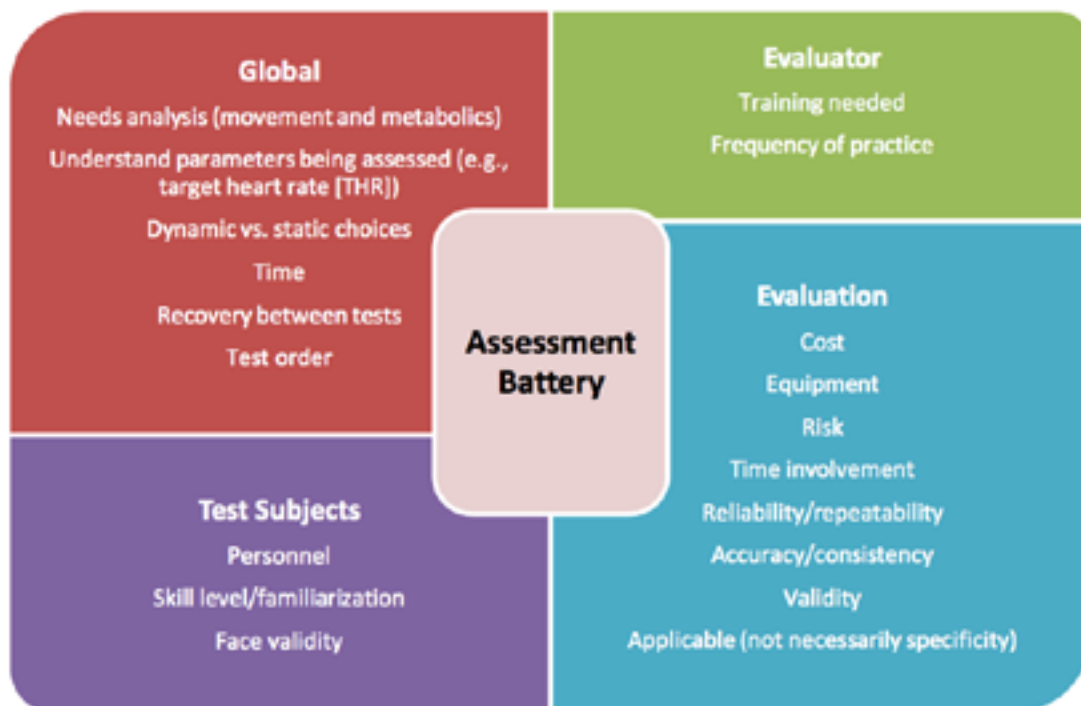 Global
Needs analysis (movement and metabolics)
Understand parameters being assessed (e.g.,
target heart rate [THR])
Dynamic vs. static choices
Time
Recovery between tests
Test order
Evaluator
Training needed
Frequency of practice
Assessment
Battery
Test Subjects
Personnel
Skill level/familiarization
Face validity
Evaluation
Cost
Equipment
Risk
Time involvement
Reliability/repeatability
Accuracy/consistency
Validity
Applicable (not necessarily specificity)